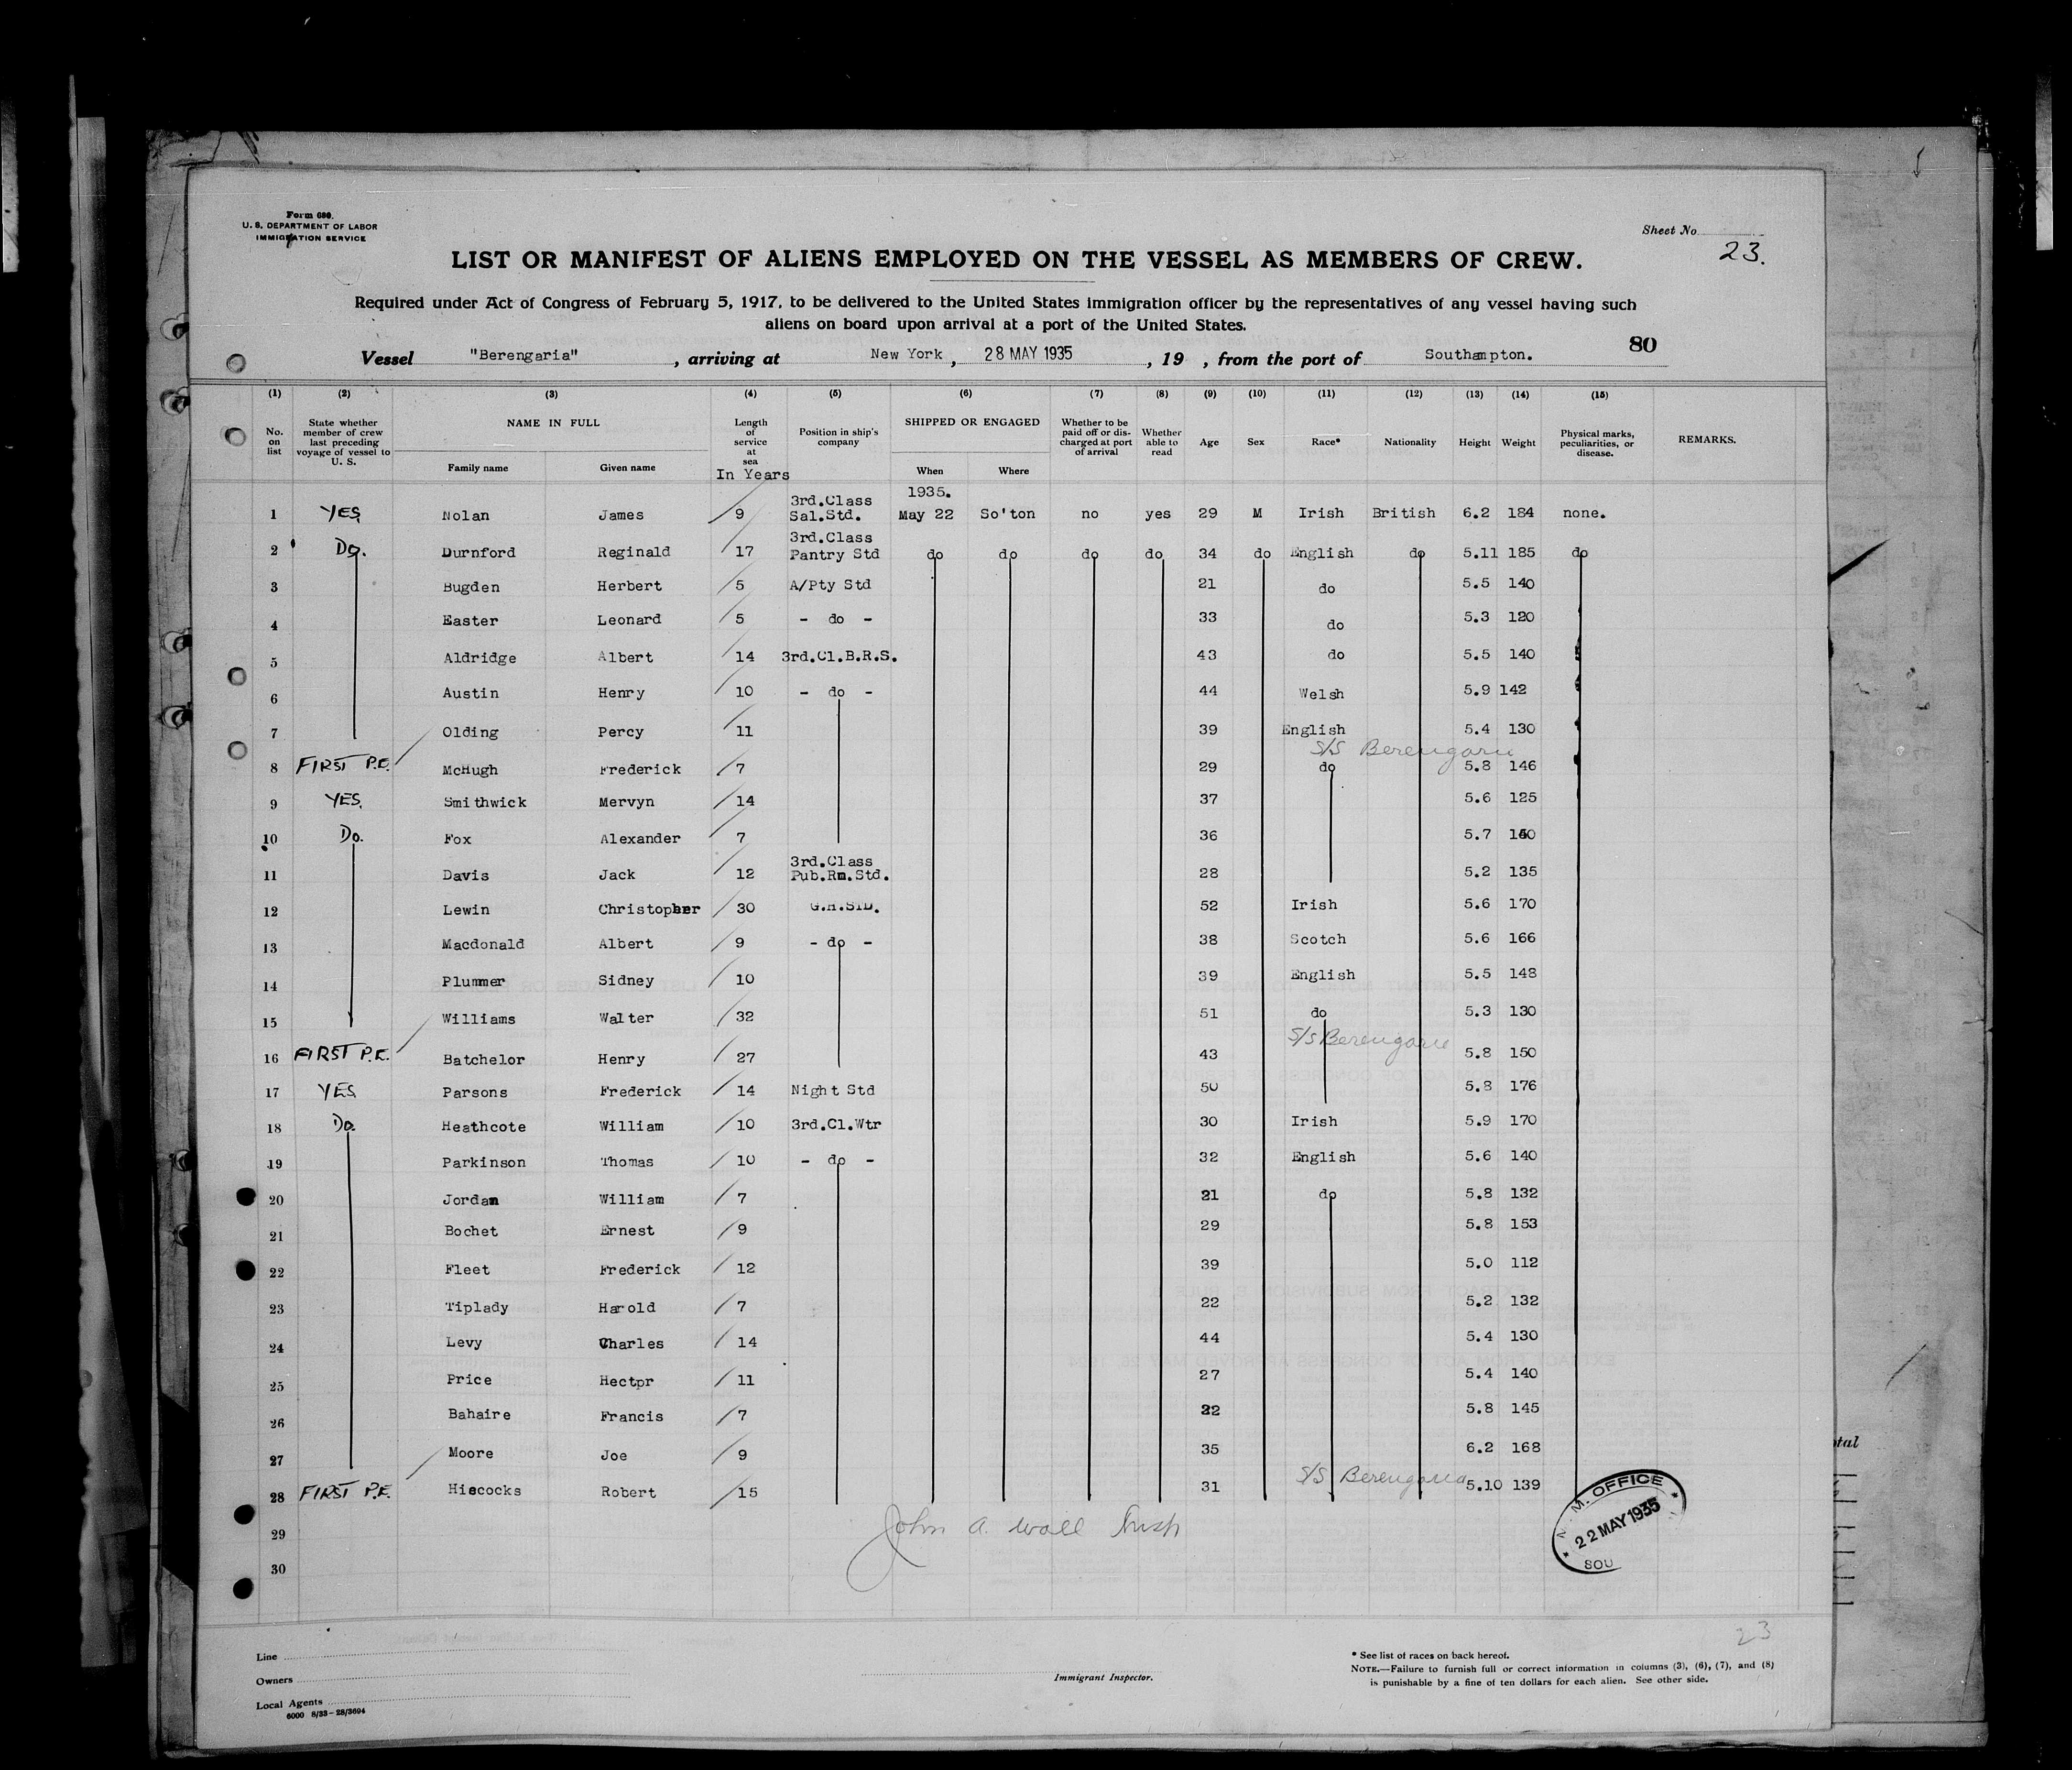 Form 680.
U. S. DEPARTMENT OF LABOR
IMMIGRATION SERVICE
Sheet No. 23.
LIST OR MANIFEST OF ALIENS EMPLOYED ON THE VESSEL AS MEMBERS OF CREW.
Required under Act of Congress of February 5, 1917, to be delivered to the United States immigration officer by the representatives of any vessel having such
aliens on board upon arrival at a port of the United States.
80
Vessel "Berengaria", arriving at New York, 28 MAY 1935, 19 , from the port of Southampton.
(1) (2) (3) (4) (5) (6) (7) (8) (9) (10) (11) (12) (13) (14) (15)
No. on list State whether member of crew last preceding voyage of vessel to U. S. NAME IN FULL Family name Given name Length of service at sea In Years Position in ship's company SHIPPED OR ENGAGED When Where Whether to be paid off or discharged at port of arrival Whether able to read Age Sex Race* Nationality Height Weight Physical marks, peculiarities, or disease. REMARKS.
1 YES Nolan James 9 3rd.Class Sal.Std. 1935. May 22 So'ton no yes 29 M Irish British 6.2 184 none.
2 Do. Durnford Reginald 17 3rd.Class Pantry Std do do do do 34 do English do 5.11 185 do
3 Bugden Herbert 5 A/Pty Std 21 do 5.5 140
4 Easter Leonard 5 - do - 33 do 5.3 120
5 Aldridge Albert 14 3rd.Cl.B.R.S. 43 do 5.5 140
6 Austin Henry 10 - do - 44 Welsh 5.9 142
7 Olding Percy 11 39 English 5.4 130
S/S Berengaria
8 FIRST P.E. McHugh Frederick 7 29 do 5.8 146
9 YES. Smithwick Mervyn 14 37 5.6 125
10 Do. Fox Alexander 7 36 5.7
11 Davis Jack 12 3rd.Class Pub.Rm.Std. 28 5.2 135
12 Lewin Christopher 30 52 Irish 5.6 170
13 Macdonald Albert 9 - do - 38 Scotch 5.6 166
14 Plummer Sidney 10 39 English 5.5 148
15 Williams Walter 32 51 do 5.3 130
S/S Berengaria
16 FIRST P.E. Batchelor Henry 27 43 5.8 150
17 YES Parsons Frederick 14 Night Std 50 5.8 176
18 Do. Heathcote William 10 3rd.Cl.Wtr 30 Irish 5.9 170
19 Parkinson Thomas 10 - do - 32 English 5.6 140
20 Jordan William 7 21 do 5.8 132
21 Bochet Ernest 9 29 5.8 153
22 Fleet Frederick 12 39 5.0 112
23 Tiplady Harold 7 22 5.2 132
24 Levy Charles 14 44 5.4 130
25 Price Hectpr 11 27 5.4 140
26 Bahaire Francis 7 5.8 145
27 Moore Joe 9 35 6.2 168
S/S Berengaria
28 FIRST P.E. Hiscocks Robert 15 31 5.10 139
29
30
John A. Wall
M. OFFICE
22 MAY 1935
SOU
23
Line
Owners
Local Agents
6000 8/33-28/3694
Immigrant Inspector.
* See list of races on back hereof.
NOTE.—Failure to furnish full or correct information in columns (3), (6), (7), and (8)
is punishable by a fine of ten dollars for each alien. See other side.